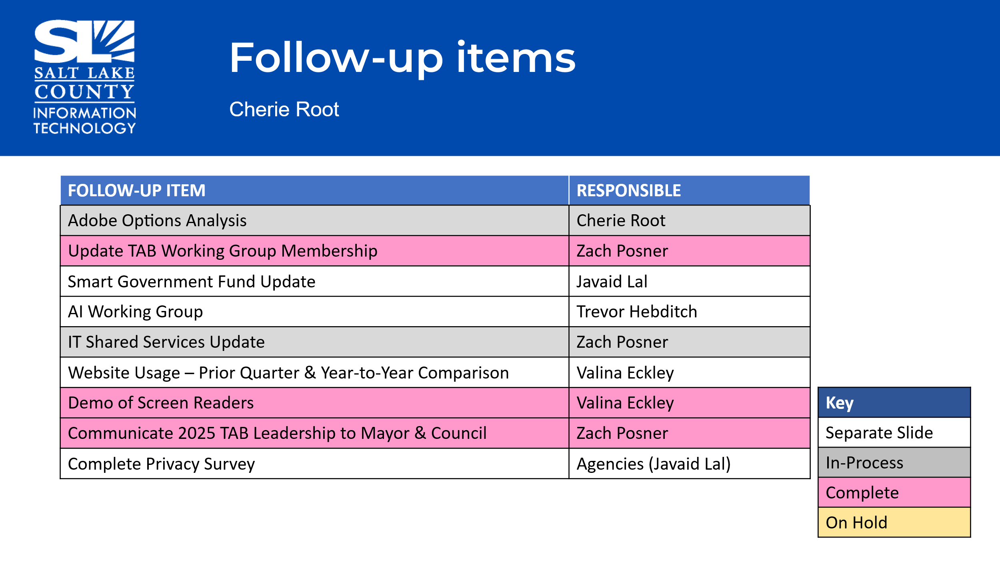 SL
SALT LAKE
COUNTY
INFORMATION
TECHNOLOGY
Follow-up items
Cherie Root
FOLLOW-UP ITEM RESPONSIBLE
Adobe Options Analysis Cherie Root
Update TAB Working Group Membership Zach Posner
Smart Government Fund Update Javaid Lal
AI Working Group Trevor Hebditch
IT Shared Services Update Zach Posner
Website Usage – Prior Quarter & Year-to-Year Comparison Valina Eckley
Demo of Screen Readers Valina Eckley
Communicate 2025 TAB Leadership to Mayor & Council Zach Posner
Complete Privacy Survey Agencies (Javaid Lal)
Key
Separate Slide
In-Process
Complete
On Hold